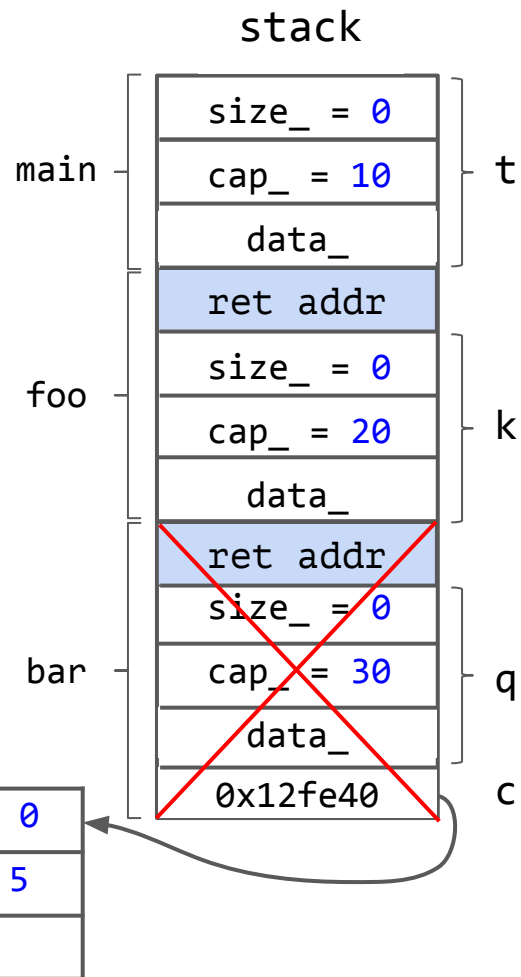 stack
size_ = 0
main
cap_ = 10
t
data_
ret addr
size_ = 0
foo
cap_ = 20
k
data_
ret addr
size_ = 0
bar
cap_ = 30
q
data_
0x12fe40
c
0
5